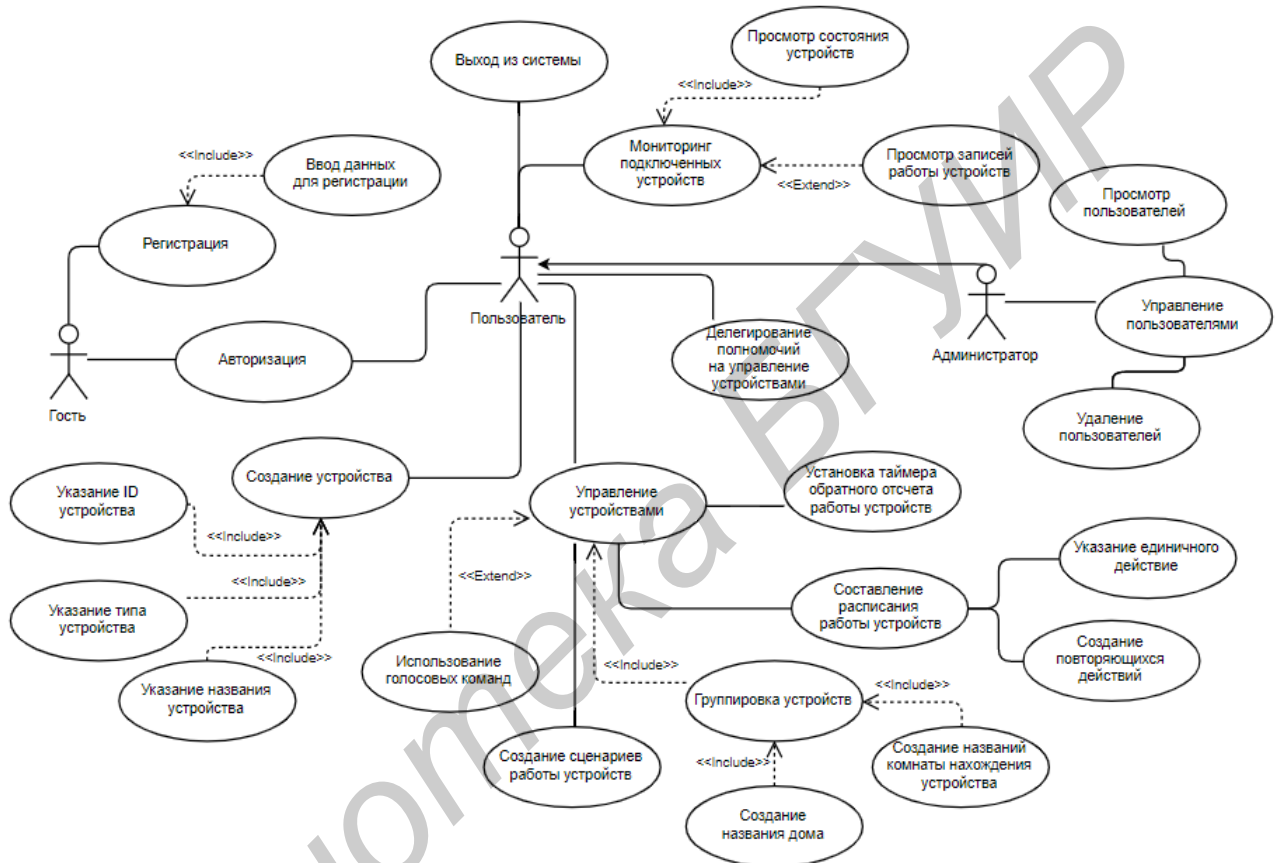 Просмотр состояния
устройств
Выход из системы
<<Include>>
<<Include>>
Ввод данных
для регистрации
Мониторинг
подключенных
устройств
Просмотр записей
работы устройств
<<Extend>>
Просмотр
пользователей
Регистрация
Пользователь
Управление
пользователями
Делегирование
полномочий
на управление
устройствами
Администратор
Авторизация
Гость
Удаление
пользователей
Создание устройства
Указание ID
устройства
Управление
устройствами
Установка таймера
обратного отсчета
работы устройств
<<Include>>
Указание единичного
действие
<<Extend>>
<<Include>>
Указание типа
устройства
Составление
расписания
работы устройств
<<Include>>
Использование
голосовых команд
<<Include>>
Создание
повторяющихся
действий
Указание названия
устройства
Группировка устройств
<<Include>>
Создание сценариев
работы устройств
<<Include>>
Создание названий
комнаты нахождения
устройства
Создание
названия дома
отека БГУИР